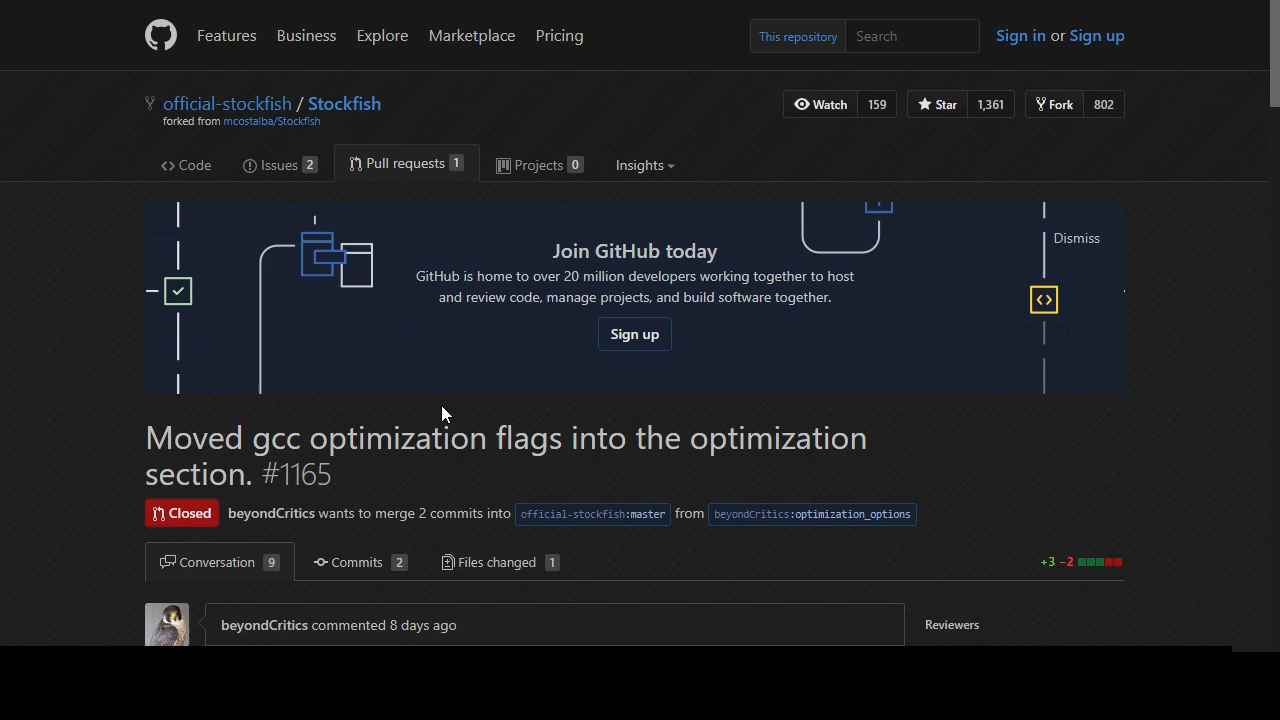 Features Business Explore Marketplace Pricing This repository Search Sign in or Sign up
official-stockfish / Stockfish
forked from mcostalba/Stockfish
Watch 159 Star 1,361 Fork 802
Code Issues 2 Pull requests 1 Projects 0 Insights
Dismiss
Join GitHub today
GitHub is home to over 20 million developers working together to host
and review code, manage projects, and build software together.
Sign up
Moved gcc optimization flags into the optimization
section. #1165
Closed beyondCritics wants to merge 2 commits into official-stockfish:master from beyondCritics:optimization_options
Conversation 9 Commits 2 Files changed 1 +3 −2
beyondCritics commented 8 days ago
Reviewers